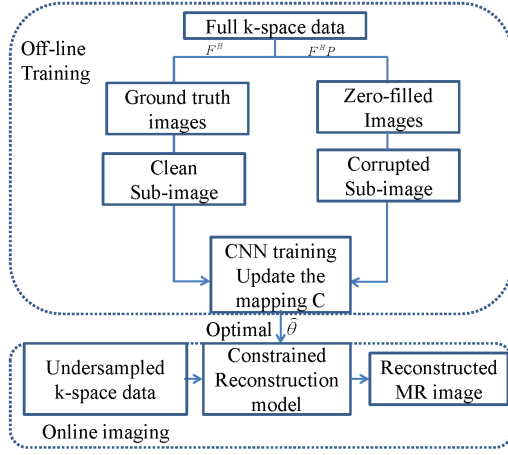 Full k-space data
Off-line
Training
F^H
F^H P
Ground truth
images
Zero-filled
Images
Clean
Sub-image
Corrupted
Sub-image
CNN training
Update the
mapping C
Optimal θ̂
Undersampled
k-space data
Constrained
Reconstruction
model
Reconstructed
MR image
Online imaging